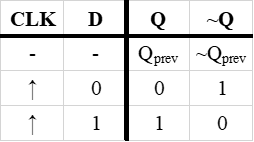 CLK D Q ~Q
- - Qprev ~Qprev
↑ 0 0 1
↑ 1 1 0